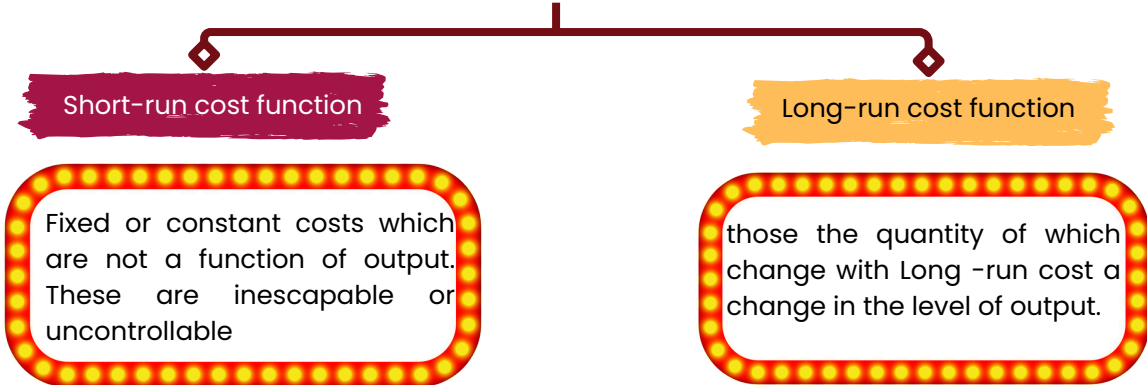 Short-run cost function
Long-run cost function
Fixed or constant costs which
are not a function of output.
These are inescapable or
uncontrollable
those the quantity of which
change with Long -run cost a
change in the level of output.